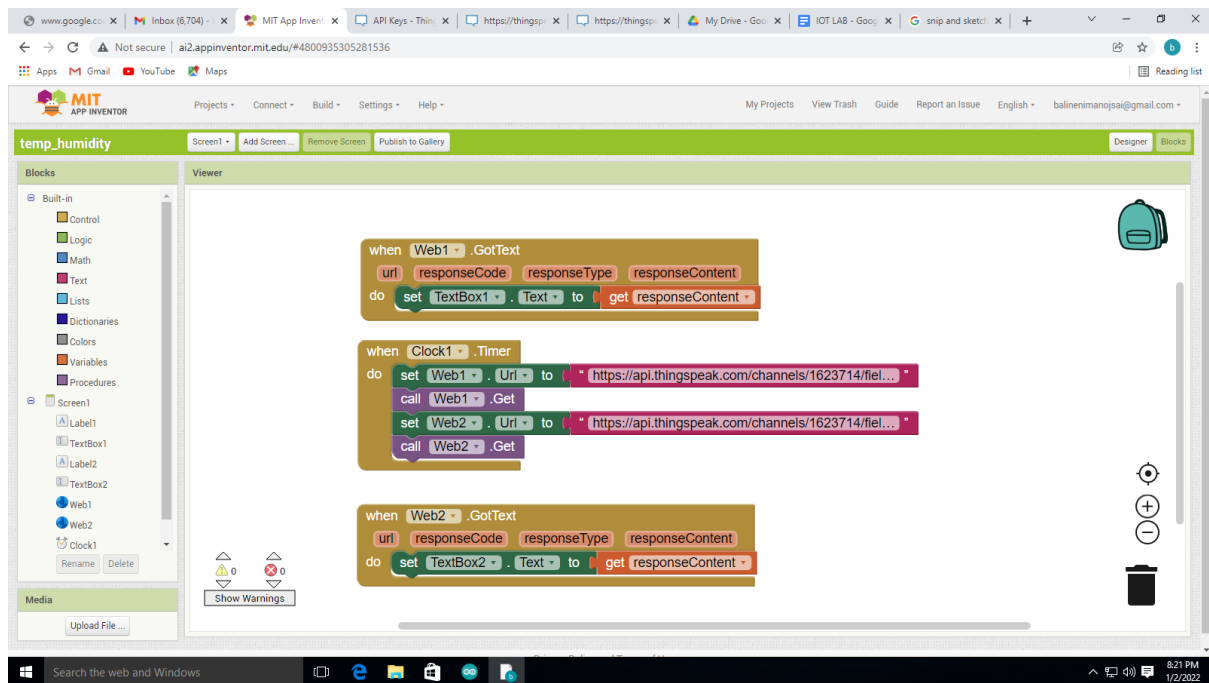 www.google.co Inbox (6,704) - MIT App Invent API Keys - Thing https://thingspe https://thingspe My Drive - Goo IOT LAB - Goog snip and sketch
Not secure ai2.appinventor.mit.edu/#4800935305281536 b
Apps Gmail YouTube Maps Reading list
MIT
APP INVENTOR
Projects Connect Build Settings Help My Projects View Trash Guide Report an Issue English balinenimanojsai@gmail.com
temp_humidity Screen1 Add Screen ... Remove Screen Publish to Gallery Designer Blocks
Blocks Viewer
Built-in
Control
Logic
Math
Text
Lists
Dictionaries
Colors
Variables
Procedures
Screen1
Label1
TextBox1
Label2
TextBox2
Web1
Web2
Clock1
Rename Delete
Media
Upload File ...
when Web1 .GotText
url responseCode responseType responseContent
do set TextBox1 . Text to get responseContent
when Clock1 .Timer
do set Web1 . Url to " https://api.thingspeak.com/channels/1623714/fiel... "
call Web1 .Get
set Web2 . Url to " https://api.thingspeak.com/channels/1623714/fiel... "
call Web2 .Get
when Web2 .GotText
url responseCode responseType responseContent
do set TextBox2 . Text to get responseContent
0 0
Show Warnings
Search the web and Windows
8:21 PM
1/2/2022